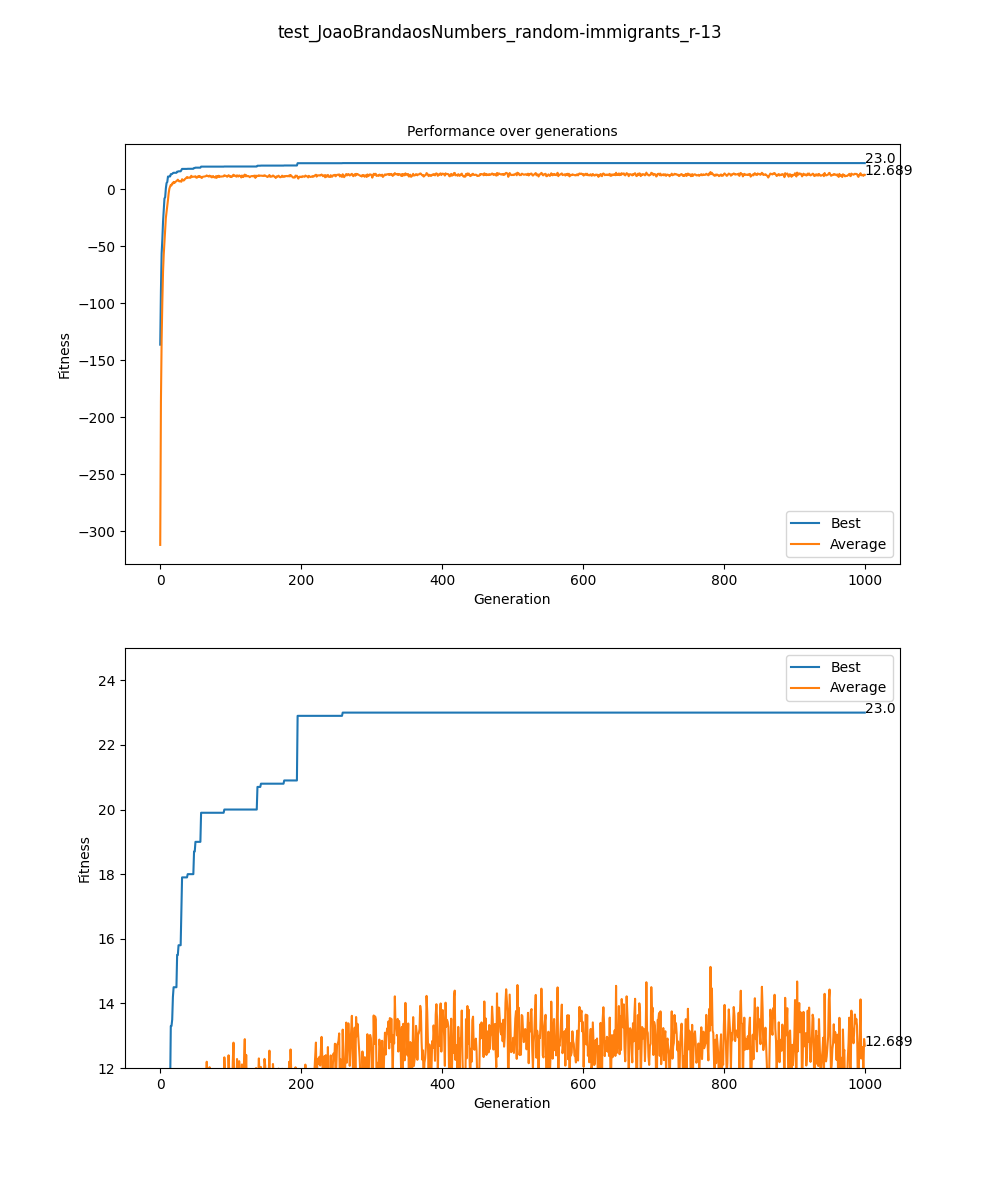 test_JoaoBrandaosNumbers_random-immigrants_r-13
Performance over generations
23.0
12.689
0
−50
−100
−150
−200
−250
−300
Fitness
Best
Average
0 200 400 600 800 1000
Generation
24
22
20
18
16
14
12
Fitness
Best
Average
23.0
12.689
0 200 400 600 800 1000
Generation